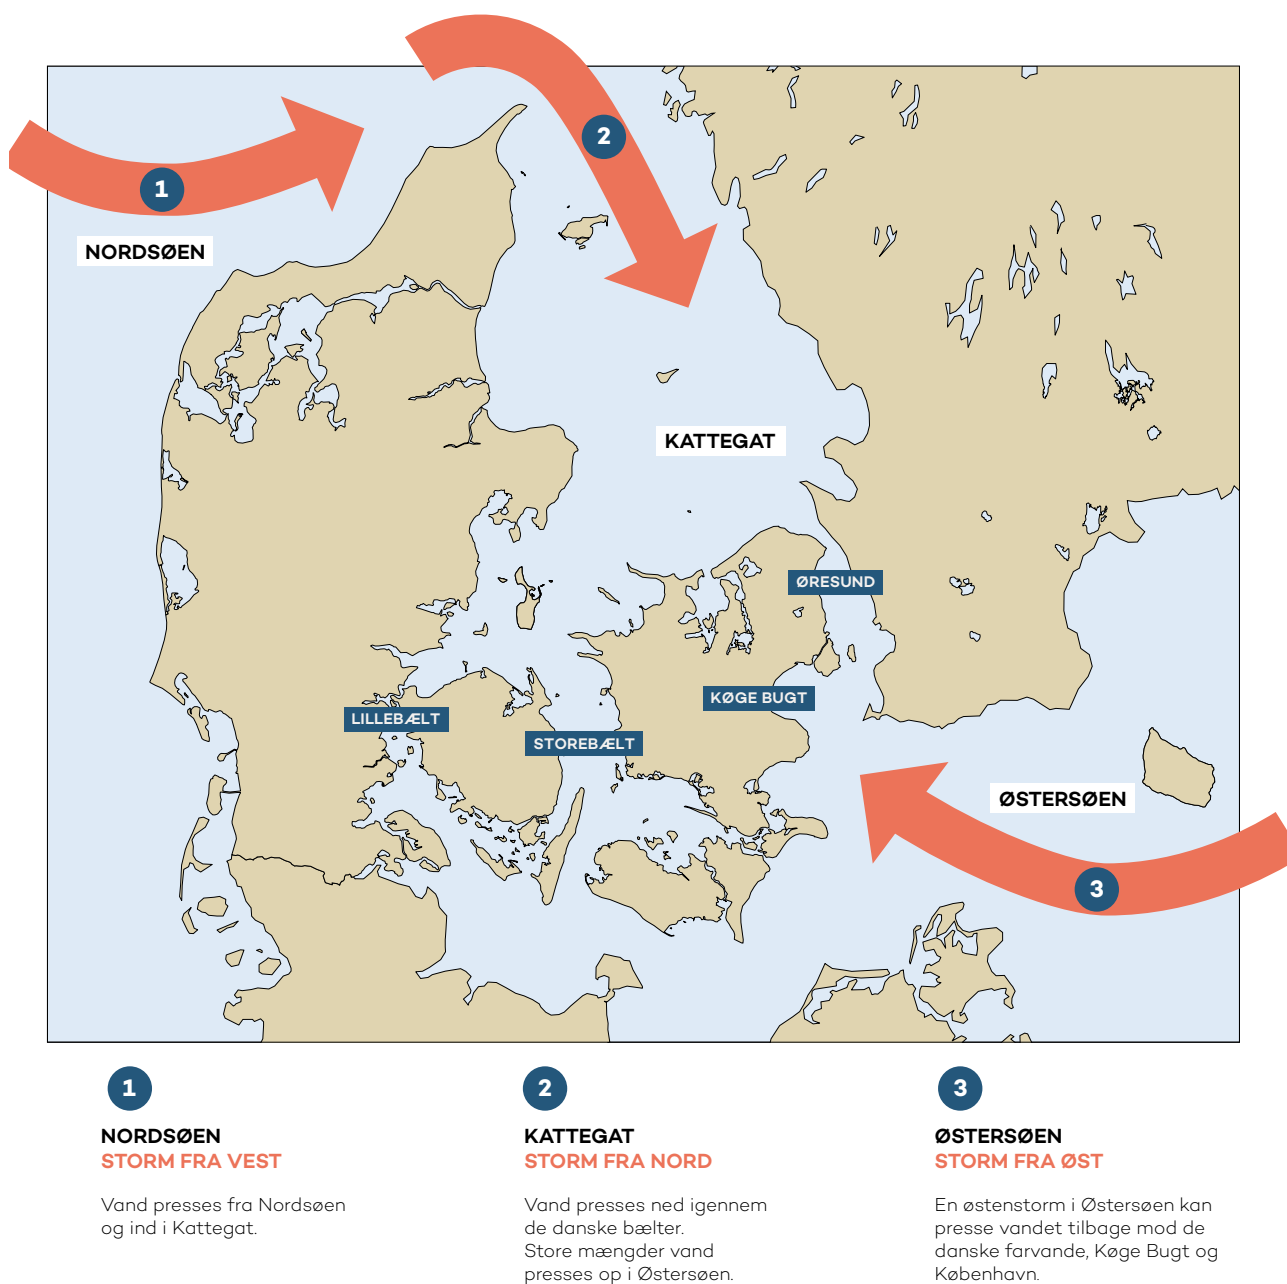 2
1
NORDSØEN
KATTEGAT
ØRESUND
KØGE BUGT
LILLEBÆLT
STOREBÆLT
ØSTERSØEN
3
1
NORDSØEN
STORM FRA VEST
Vand presses fra Nordsøen
og ind i Kattegat.
2
KATTEGAT
STORM FRA NORD
Vand presses ned igennem
de danske bælter.
Store mængder vand
presses op i Østersøen.
3
ØSTERSØEN
STORM FRA ØST
En østenstorm i Østersøen kan
presse vandet tilbage mod de
danske farvande, Køge Bugt og
København.